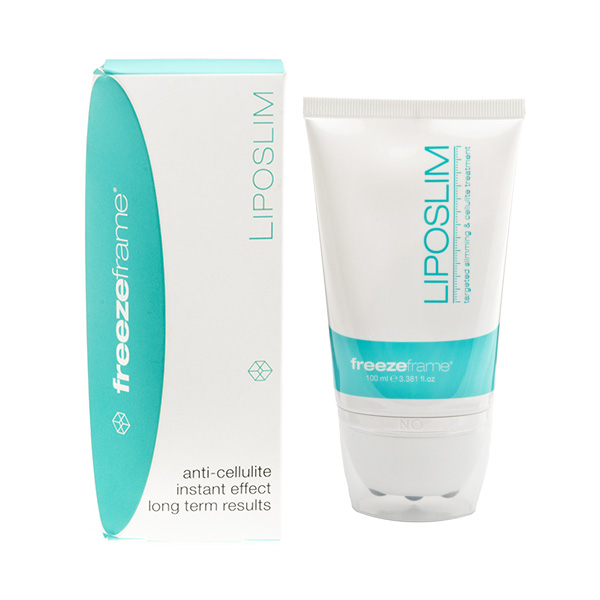 freezeframe®
LIPOSLIM
anti-cellulite
instant effect
long term results
LIPOSLIM
targeted slimming & cellulite treatment
freezeframe®
100 ml e 3.381 fl oz
NO